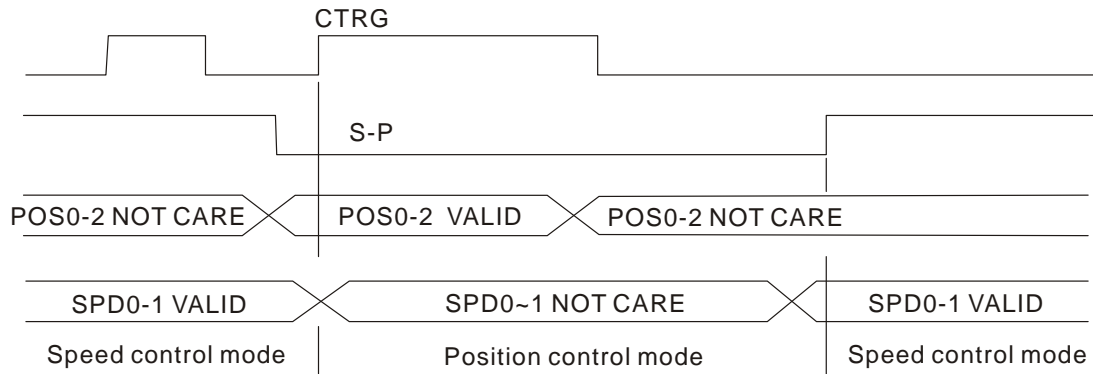 CTRG
S-P
POS0-2 NOT CARE POS0-2 VALID POS0-2 NOT CARE
SPD0-1 VALID SPD0~1 NOT CARE SPD0-1 VALID
Speed control mode Position control mode Speed control mode